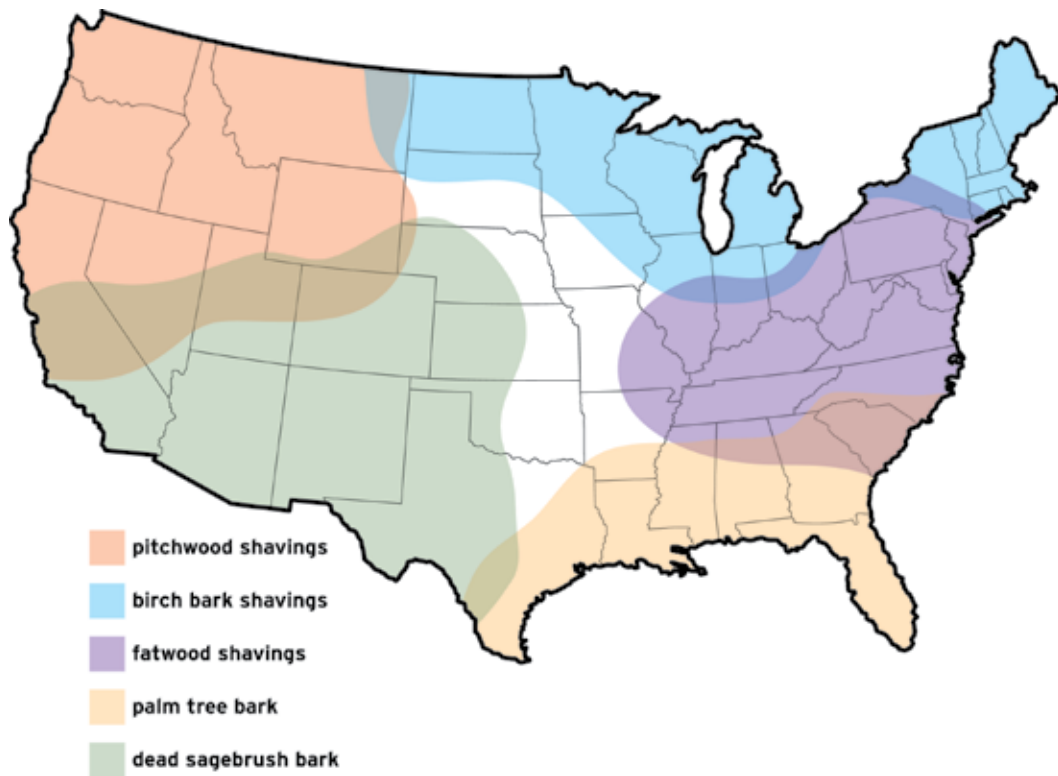 pitchwood shavings
birch bark shavings
fatwood shavings
palm tree bark
dead sagebrush bark